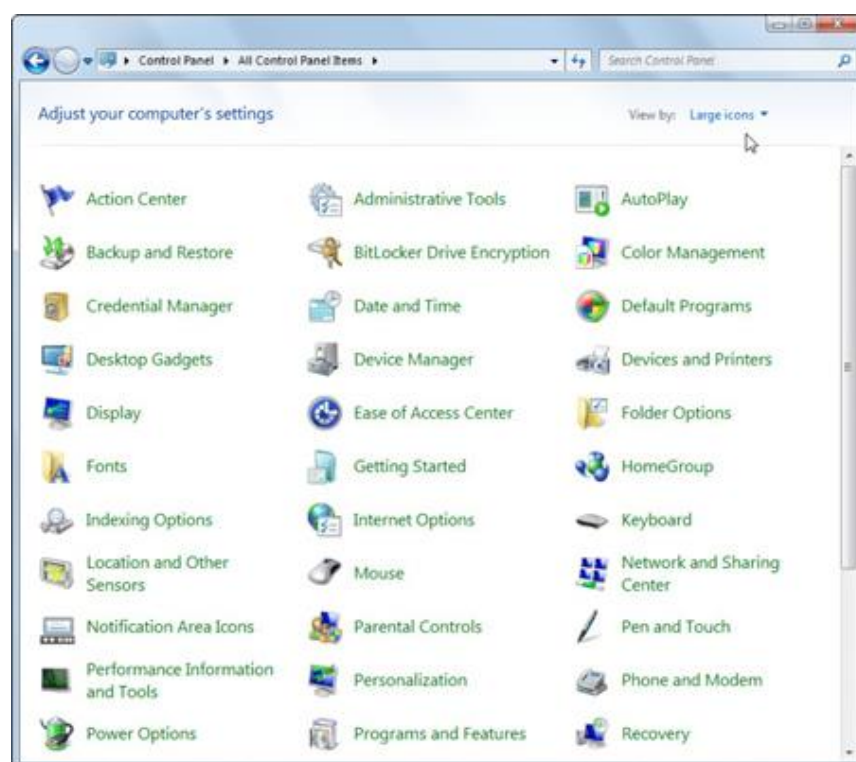 Control Panel All Control Panel Items
Search Control Panel
Adjust your computer's settings
View by: Large icons
Action Center
Administrative Tools
AutoPlay
Backup and Restore
BitLocker Drive Encryption
Color Management
Credential Manager
Date and Time
Default Programs
Desktop Gadgets
Device Manager
Devices and Printers
Display
Ease of Access Center
Folder Options
Fonts
Getting Started
HomeGroup
Indexing Options
Internet Options
Keyboard
Location and Other
Sensors
Mouse
Network and Sharing
Center
Notification Area Icons
Parental Controls
Pen and Touch
Performance Information
and Tools
Personalization
Phone and Modem
Power Options
Programs and Features
Recovery